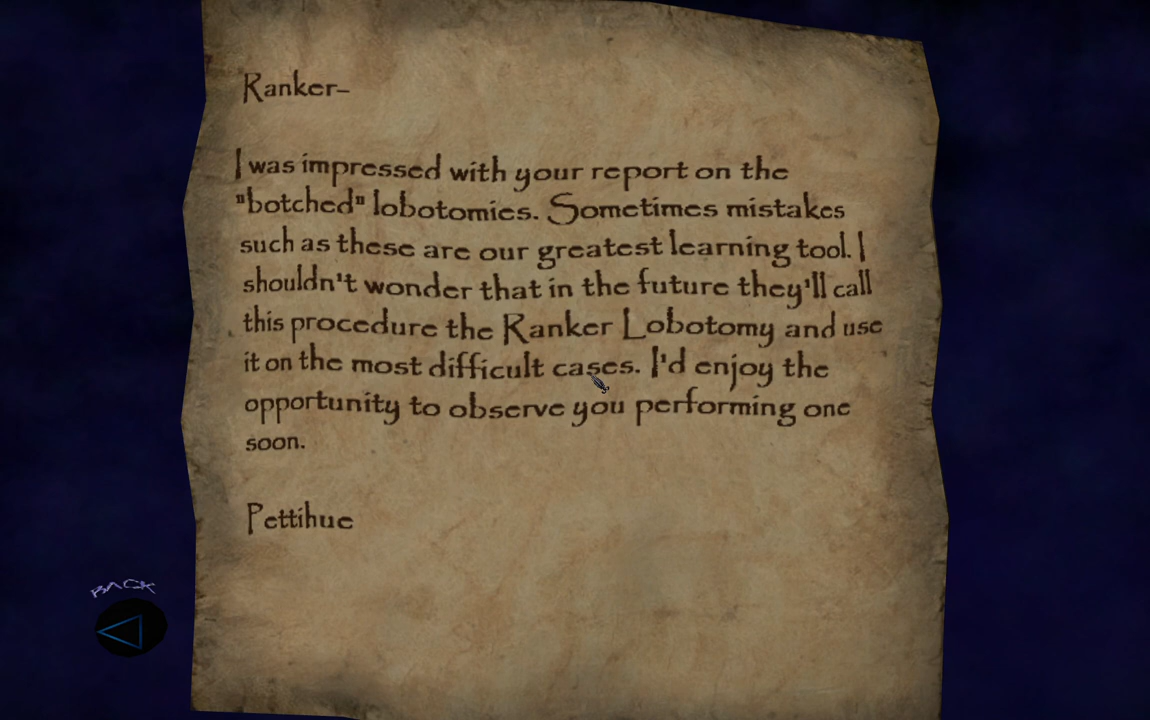 Ranker-
I was impressed with your report on the
"botched" lobotomies. Sometimes mistakes
such as these are our greatest learning tool. I
shouldn't wonder that in the future they'll call
this procedure the Ranker Lobotomy and use
it on the most difficult cases. I'd enjoy the
opportunity to observe you performing one
soon.
Pettihue
BACK